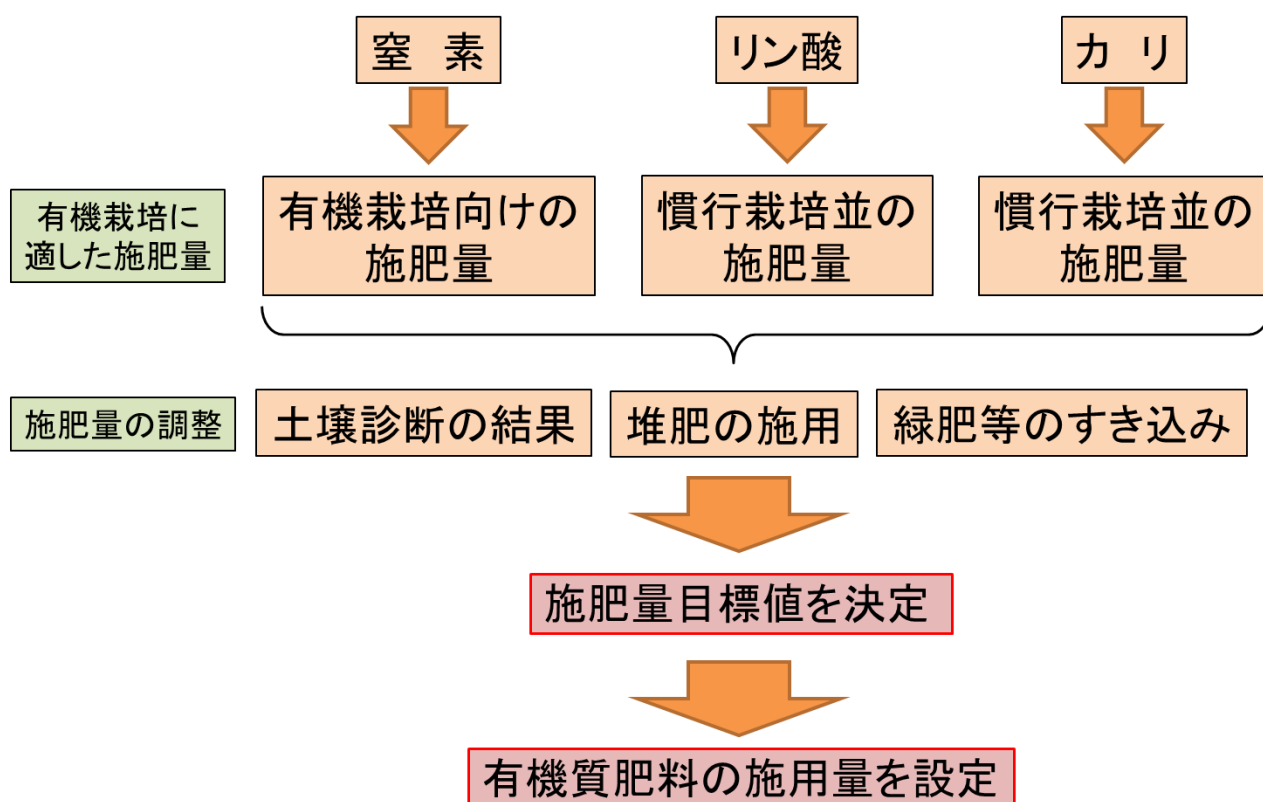 窒　素
リン酸
カ　リ
有機栽培に
適した施肥量
有機栽培向けの
施肥量
慣行栽培並の
施肥量
慣行栽培並の
施肥量
施肥量の調整
土壌診断の結果
堆肥の施用
緑肥等のすき込み
施肥量目標値を決定
有機質肥料の施用量を設定